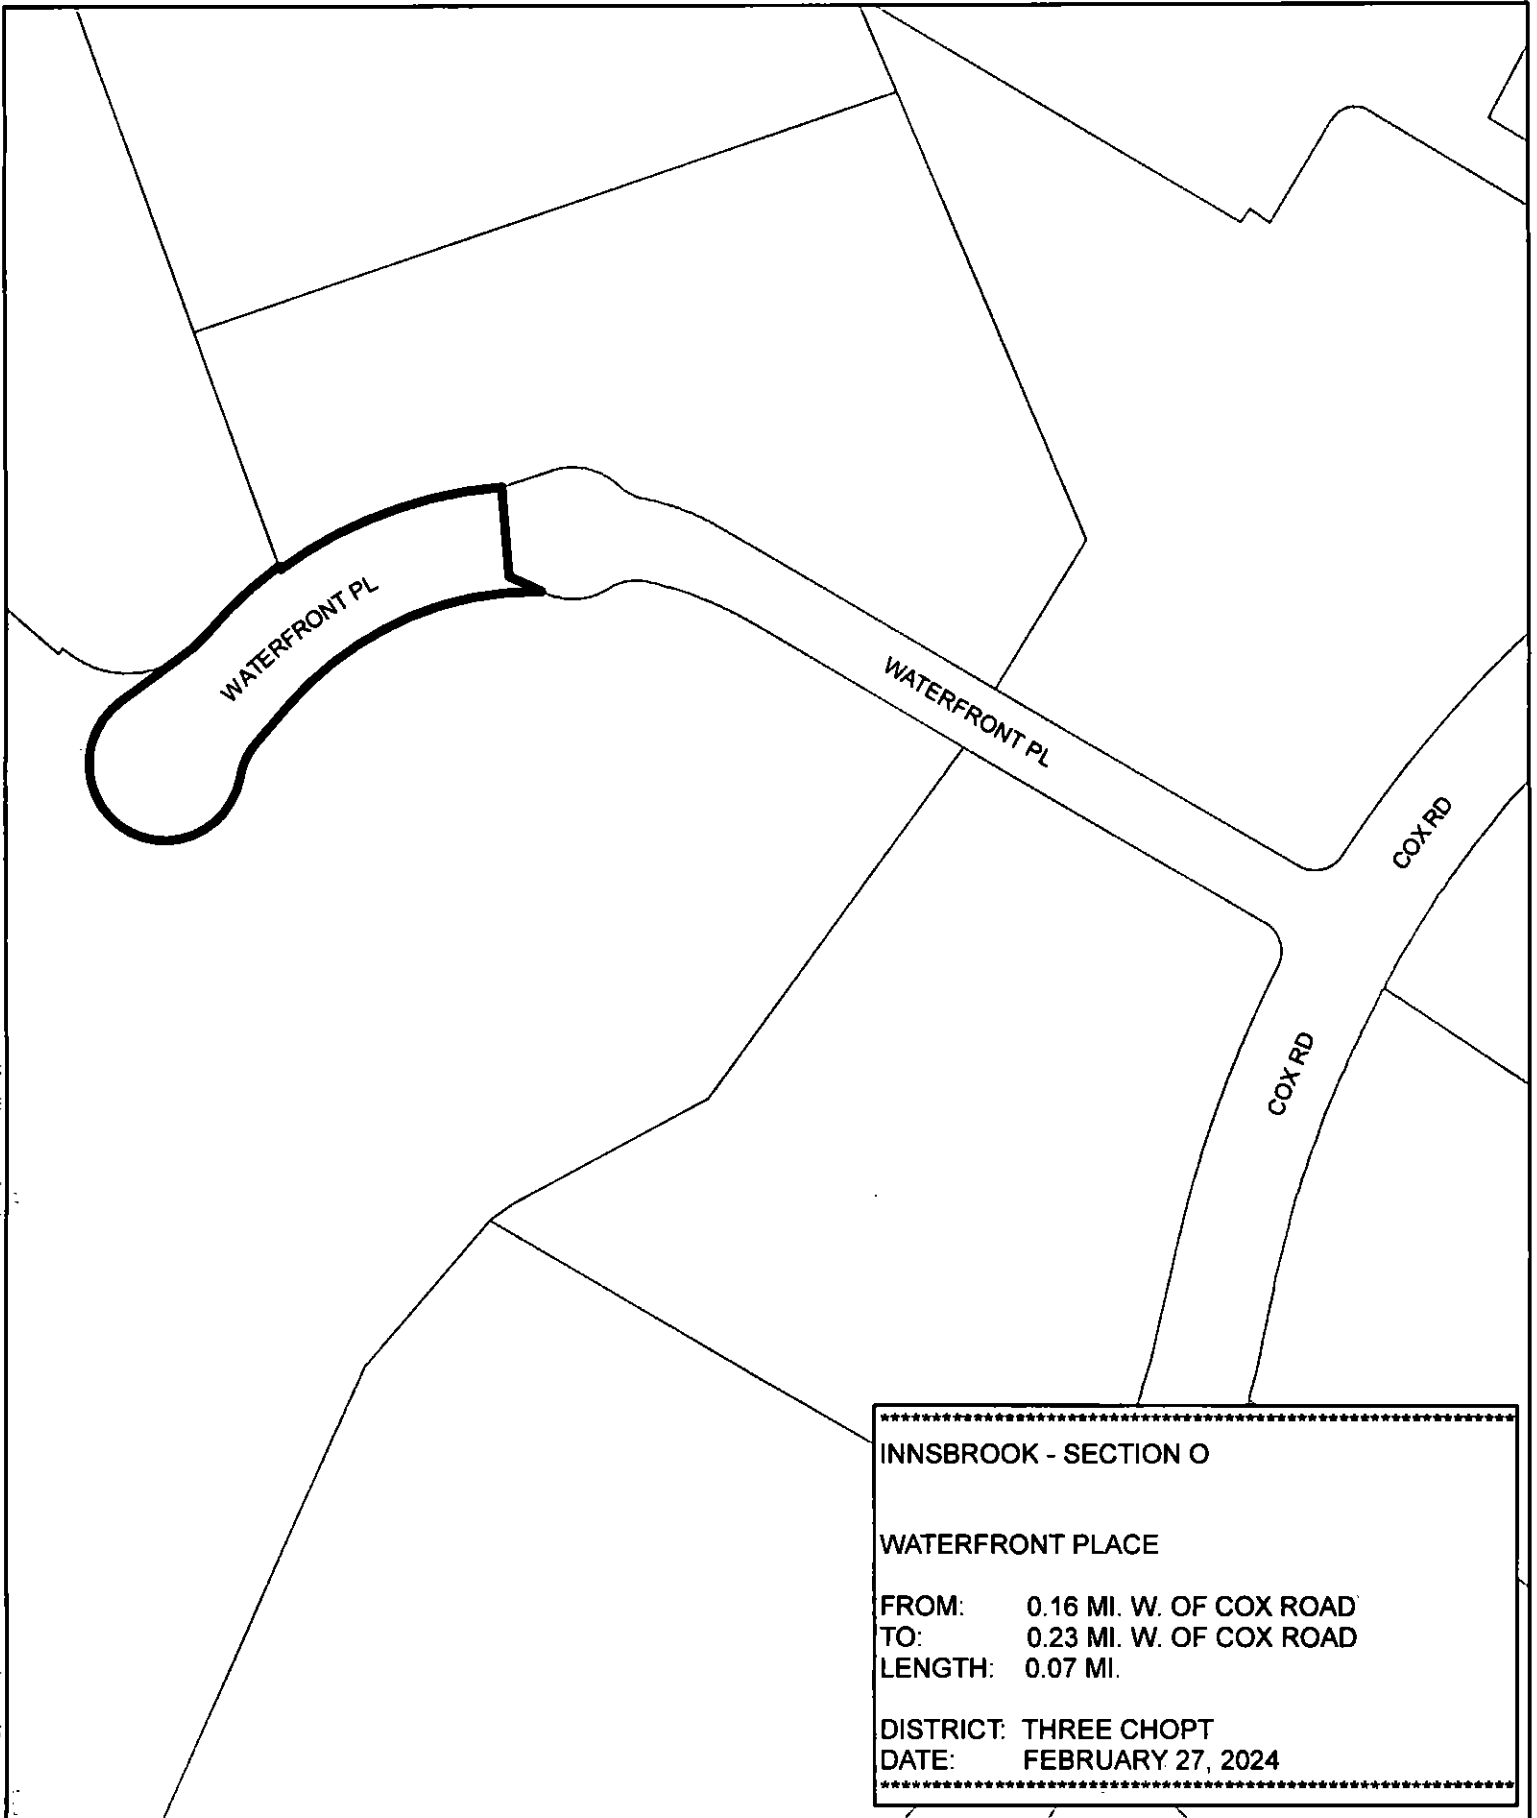 WATERFRONT PL
WATERFRONT PL
COX RD
COX RD
************************************************************************
INNSBROOK - SECTION O
WATERFRONT PLACE
FROM: 0.16 MI. W. OF COX ROAD
TO: 0.23 MI. W. OF COX ROAD
LENGTH: 0.07 MI.
DISTRICT: THREE CHOPT
DATE: FEBRUARY 27, 2024
************************************************************************